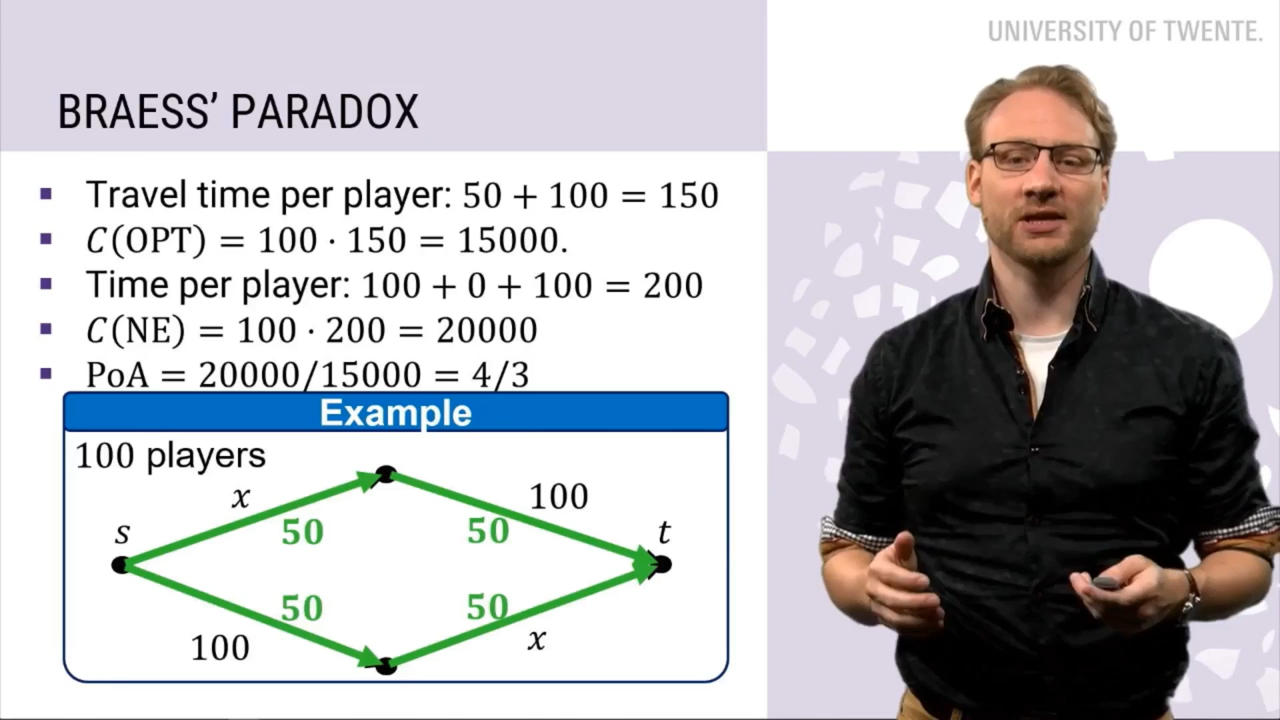 UNIVERSITY OF TWENTE.
BRAESS’ PARADOX
▪ Travel time per player: 50 + 100 = 150
▪ C(OPT) = 100 · 150 = 15000.
▪ Time per player: 100 + 0 + 100 = 200
▪ C(NE) = 100 · 200 = 20000
▪ PoA = 20000/15000 = 4/3
Example
100 players
x
100
50
50
s
t
50
50
100
x